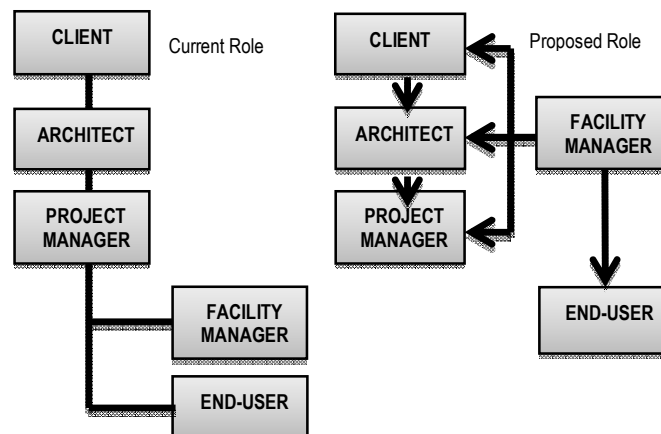 CLIENT
Current Role
ARCHITECT
PROJECT
MANAGER
FACILITY
MANAGER
END-USER
CLIENT
Proposed Role
ARCHITECT
FACILITY
MANAGER
PROJECT
MANAGER
END-USER